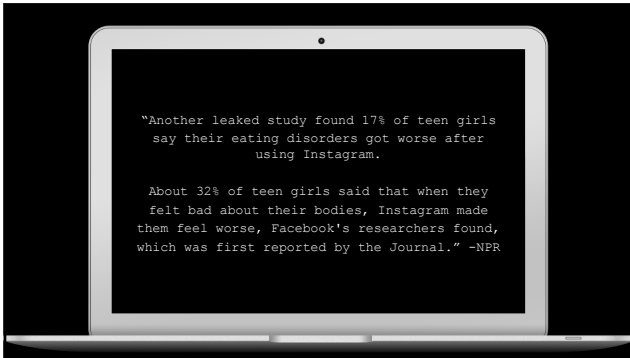 “Another leaked study found 17% of teen girls
say their eating disorders got worse after
using Instagram.
About 32% of teen girls said that when they
felt bad about their bodies, Instagram made
them feel worse, Facebook's researchers found,
which was first reported by the Journal.” -NPR